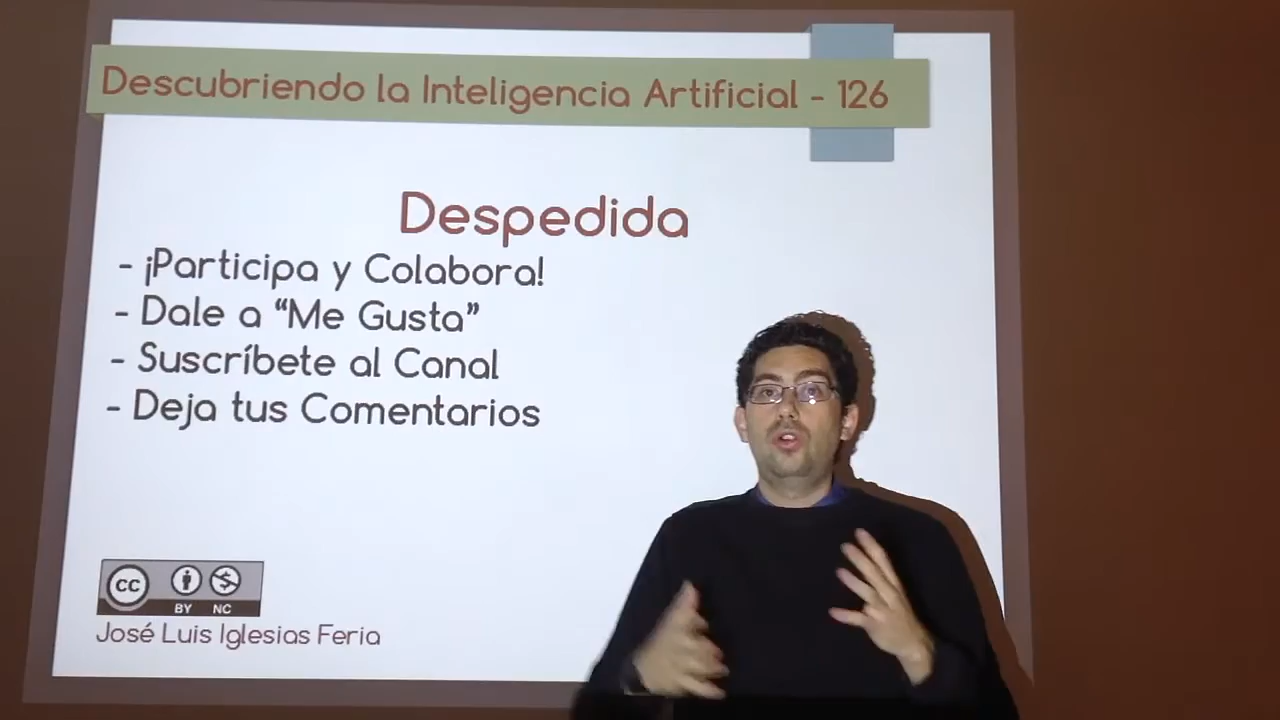 Descubriendo la Inteligencia Artificial - 126
Despedida
- ¡Participa y Colabora!
- Dale a “Me Gusta”
- Suscríbete al Canal
- Deja tus Comentarios
cc
BY NC
José Luis Iglesias Feria